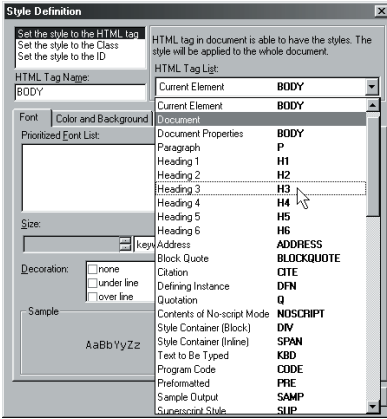 Style Definition
Set the style to the HTML tag
Set the style to the Class
Set the style to the ID
HTML tag in document is able to have the styles. The
style will be applied to the whole document.
HTML Tag Name:
BODY
HTML Tag List:
Current Element BODY
Current Element BODY
Document
Document Properties BODY
Paragraph P
Heading 1 H1
Heading 2 H2
Heading 3 H3
Heading 4 H4
Heading 5 H5
Heading 6 H6
Address ADDRESS
Block Quote BLOCKQUOTE
Citation CITE
Defining Instance DFN
Quotation Q
Contents of No-script Mode NOSCRIPT
Style Container (Block) DIV
Style Container (Inline) SPAN
Text to Be Typed KBD
Program Code CODE
Preformatted PRE
Sample Output SAMP
Superscript Style SUP
Font
Color and Background
Prioritized Font List:
Size:
Decoration:
none
under line
over line
Sample
AaBbYyZz